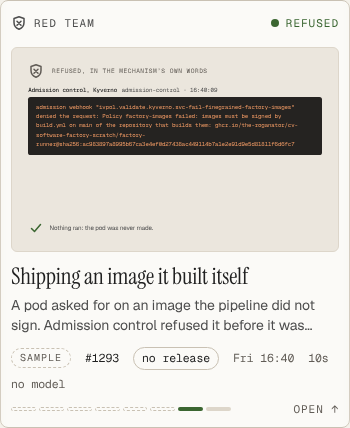 RED TEAM
REFUSED
REFUSED, IN THE MECHANISM'S OWN WORDS
Admission control, Kyverno admission-control · 16:40:09
admission webhook "ivpol.validate.kyverno.svc-fail-finegrained-factory-images"
denied the request: Policy factory-images failed: images must be signed by
build.yml on main of the repository that builds them: ghcr.io/the-roganator/cv-
software-factory-scratch/factory-
Nothing ran: the pod was never made.
Shipping an image it built itself
A pod asked for on an image the pipeline did not
sign. Admission control refused it before it was...
SAMPLE #1293 no release Fri 16:40 10s
no model
OPEN ↑